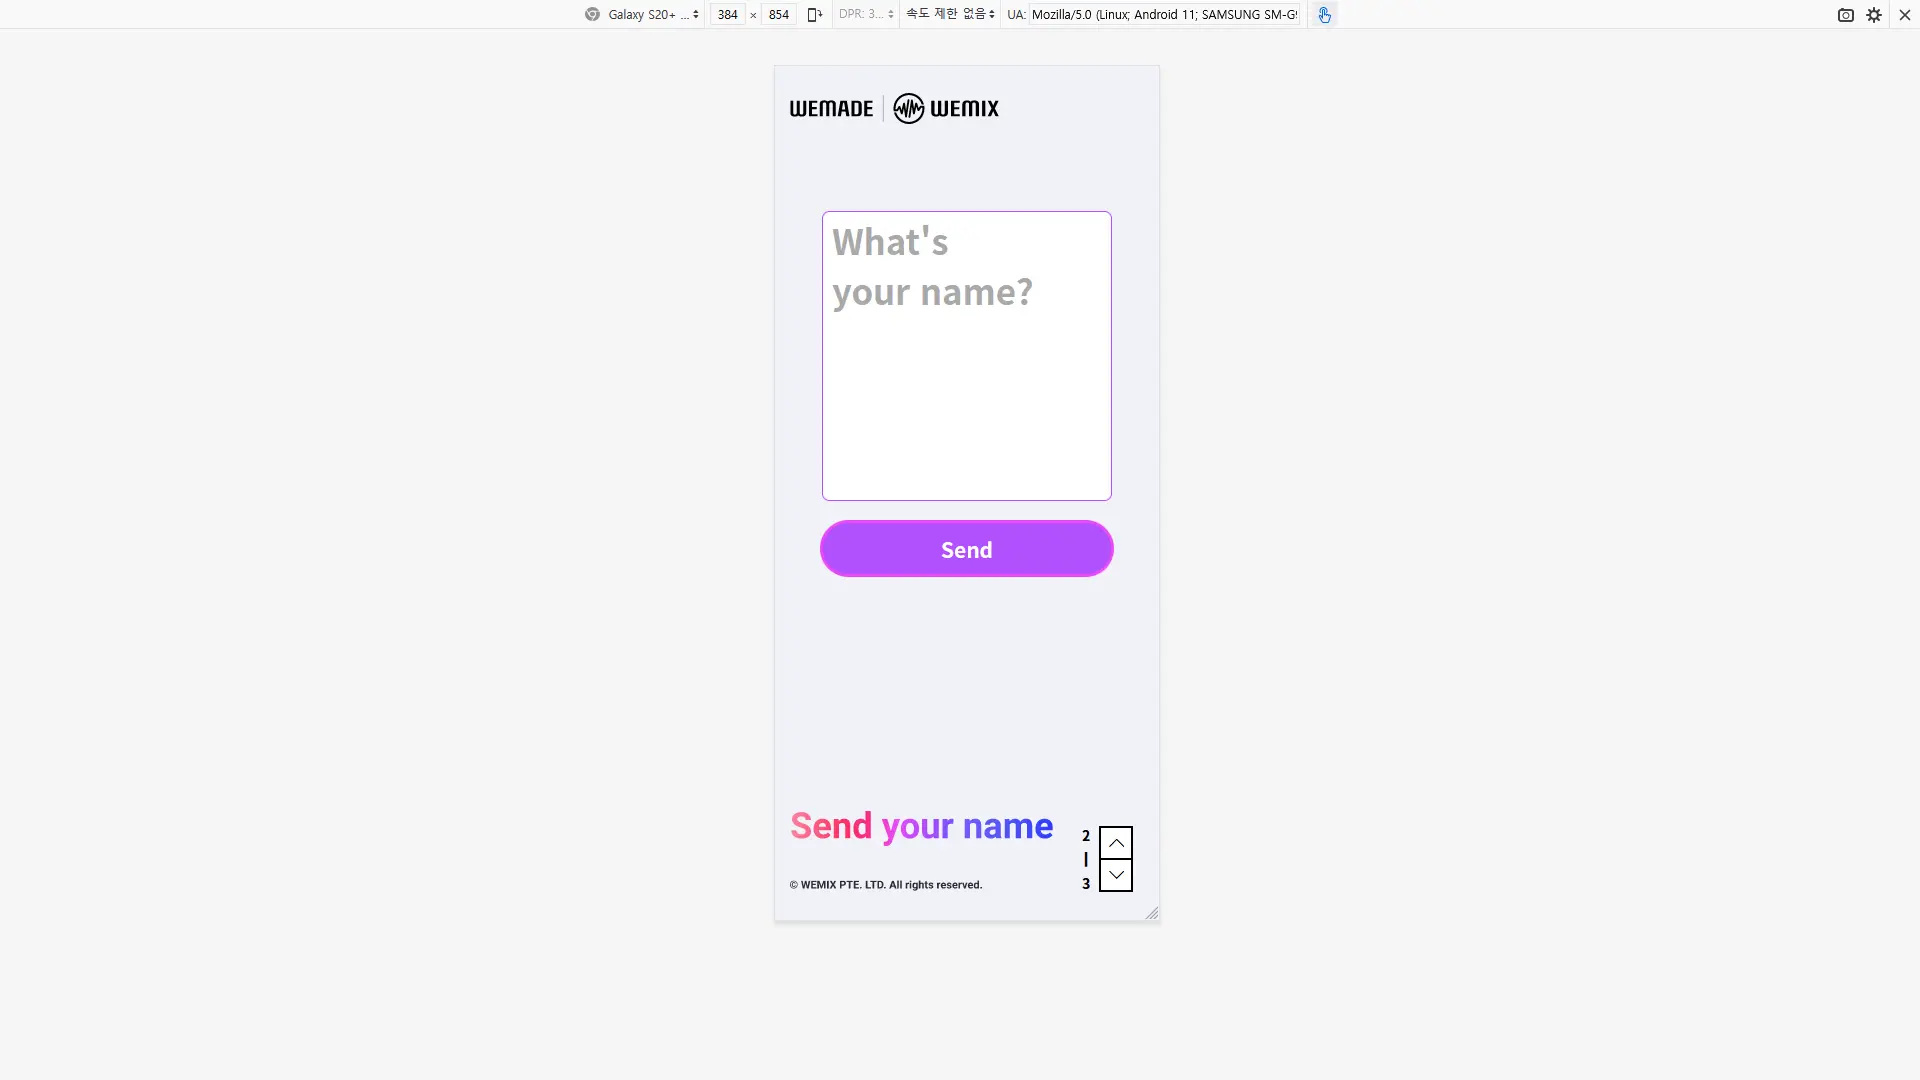 Galaxy S20+ ...
384 × 854
DPR: 3...
속도 제한 없음
UA: Mozilla/5.0 (Linux; Android 11; SAMSUNG SM-G
WEMADE | WEMIX
What's
your name?
Send
Send your name
2
|
3
© WEMIX PTE. LTD. All rights reserved.